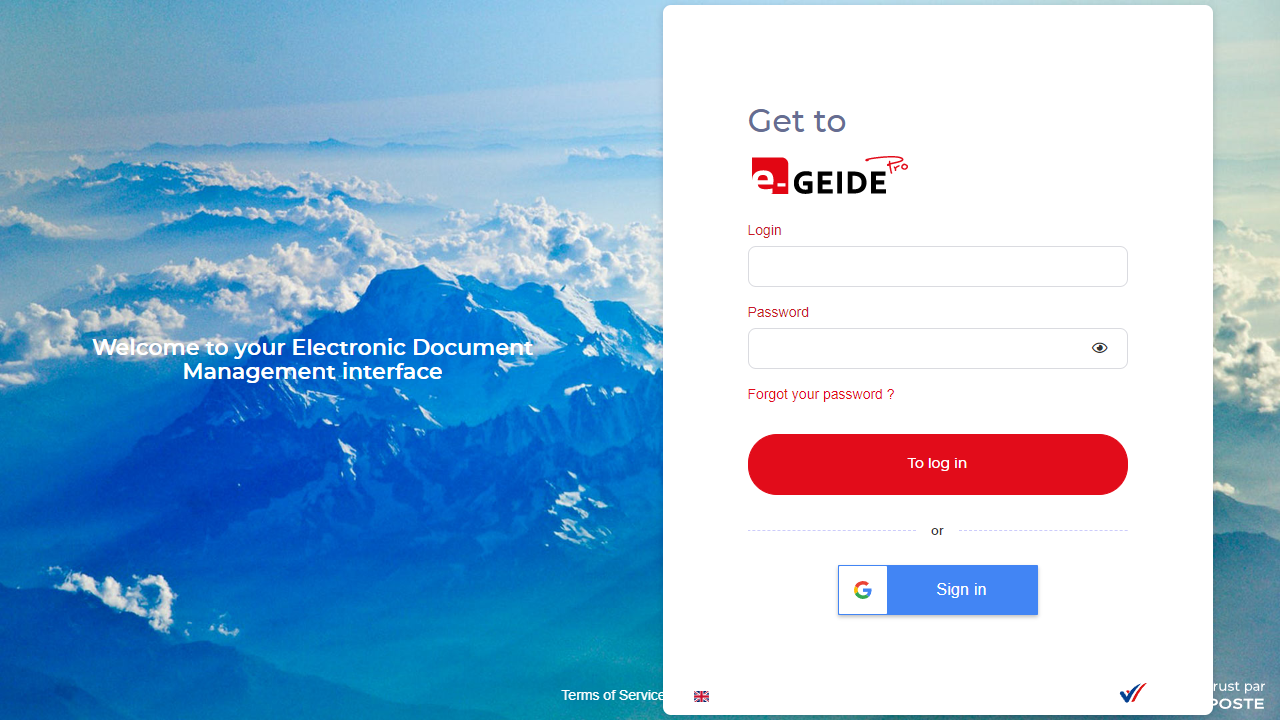 Get to
e-GEIDE Pro
Login
Password
Forgot your password ?
To log in
or
Sign in
Welcome to your Electronic Document
Management interface
Terms of Service
par
POSTE